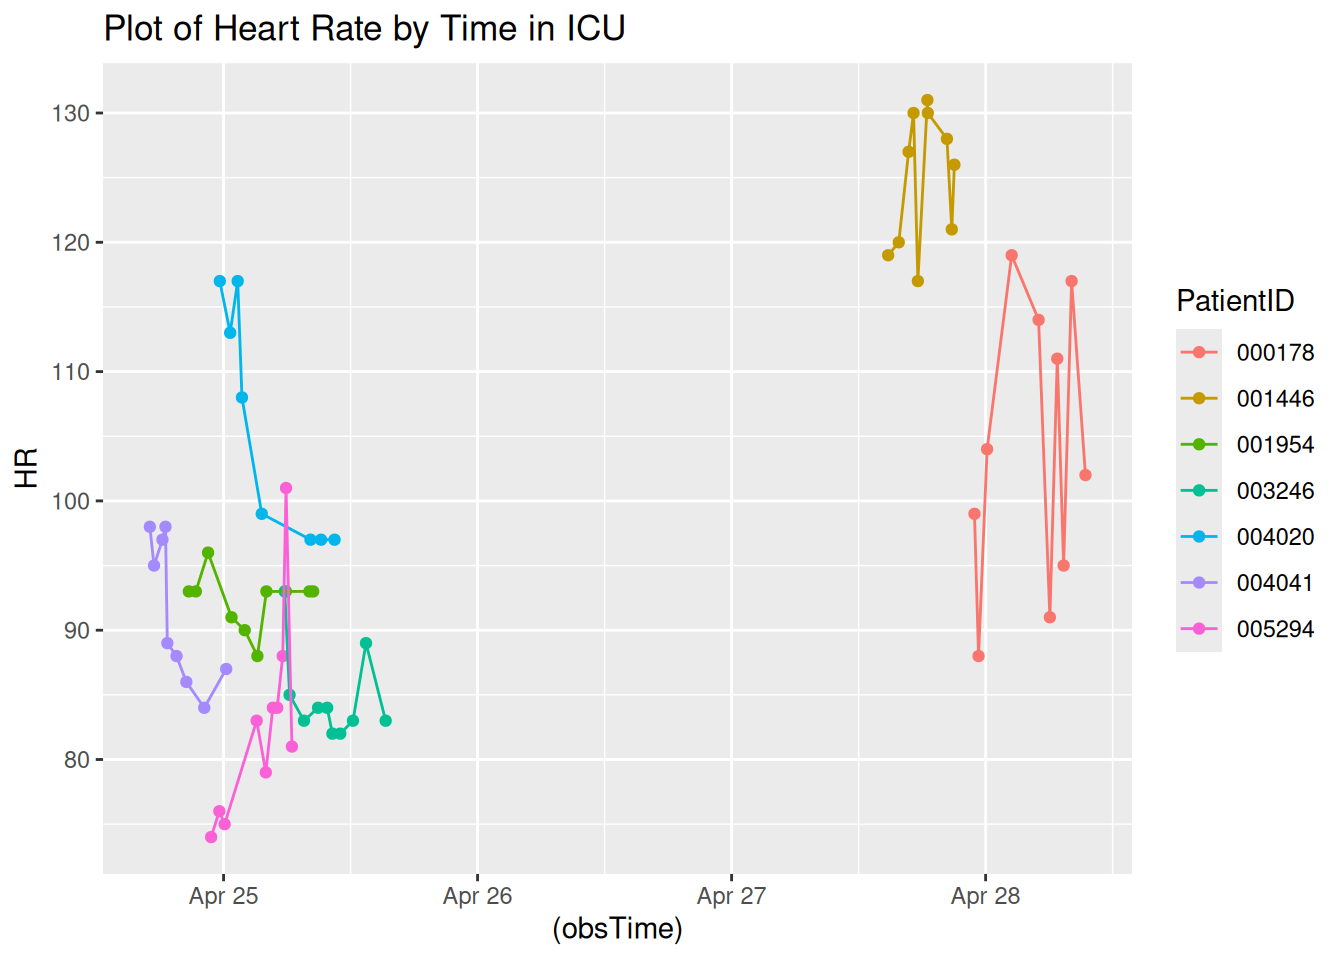 Plot of Heart Rate by Time in ICU
130
120
110
100
90
80
HR
Apr 25
Apr 26
Apr 27
Apr 28
(obsTime)
PatientID
000178
001446
001954
003246
004020
004041
005294